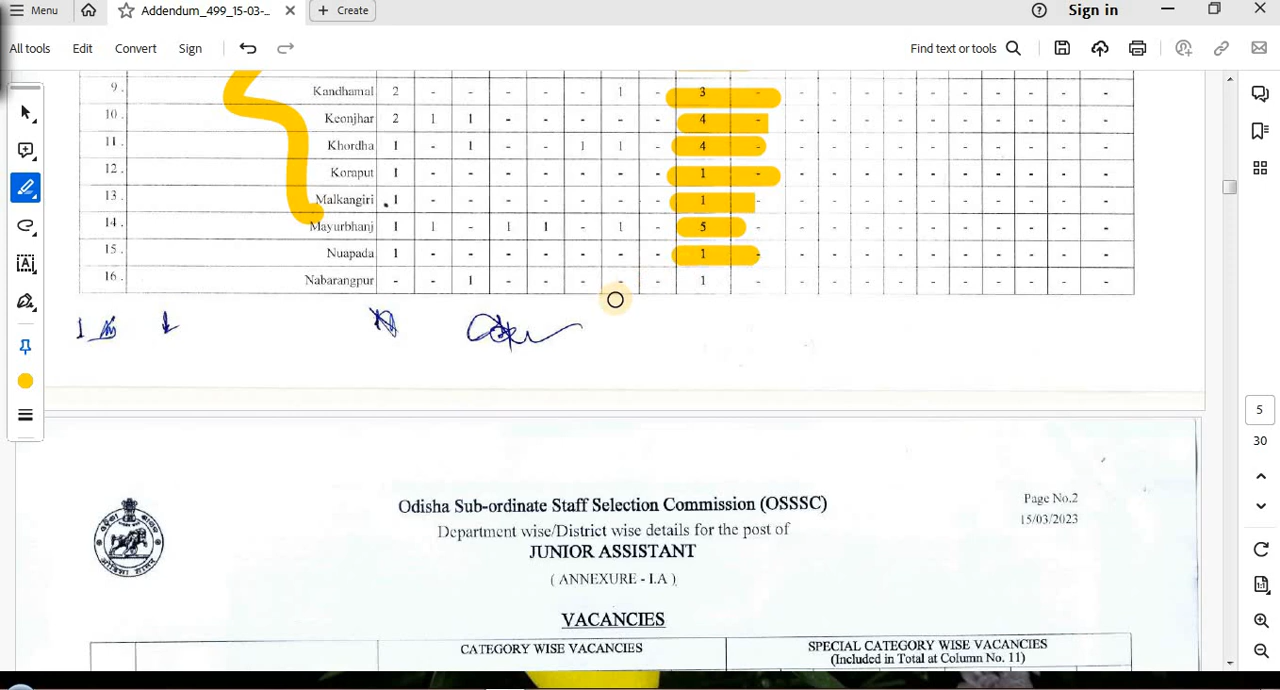 Menu Addendum_499_15-03-... Create Sign in
All tools Edit Convert Sign Find text or tools
9. Kandhamal 2 - - - - - 1 - 3 - - - - - - - - - - -
10. Keonjhar 2 1 1 - - - - - 4 - - - - - - - - - - -
11. Khordha 1 - 1 - - 1 1 - 4 - - - - - - - - - - -
12. Koraput 1 - - - - - - - 1 - - - - - - - - - - -
13. Malkangiri 1 - - - - - - - 1 - - - - - - - - - - -
14. Mayurbhanj 1 1 - 1 1 - 1 - 5 - - - - - - - - - - -
15. Nuapada 1 - - - - - - - 1 - - - - - - - - - - -
16. Nabarangpur - - 1 - - - - - 1 - - - - - - - - - - -
5
30
Odisha Sub-ordinate Staff Selection Commission (OSSSC)
Page No.2
Department wise/District wise details for the post of
15/03/2023
JUNIOR ASSISTANT
( ANNEXURE - I.A )
VACANCIES
CATEGORY WISE VACANCIES
SPECIAL CATEGORY WISE VACANCIES
(Included in Total at Column No. 11)